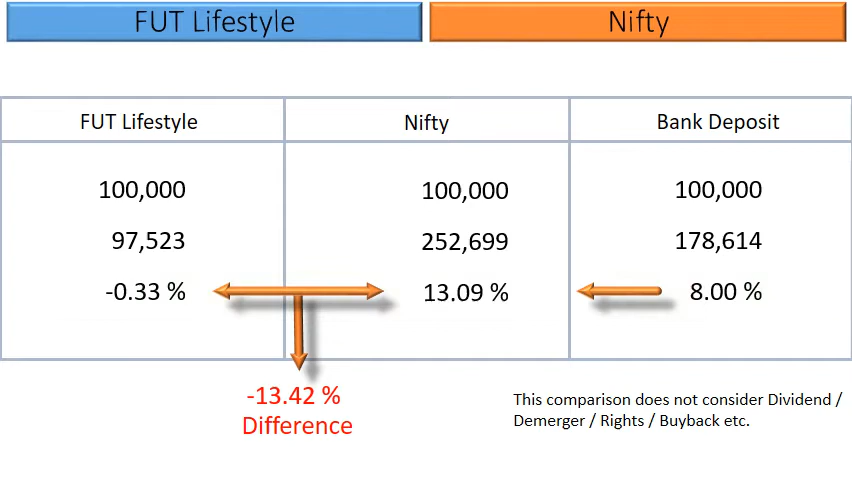 FUT Lifestyle
Nifty
FUT Lifestyle
Nifty
Bank Deposit
100,000
100,000
100,000
97,523
252,699
178,614
-0.33 %
13.09 %
8.00 %
-13.42 %
Difference
This comparison does not consider Dividend /
Demerger / Rights / Buyback etc.